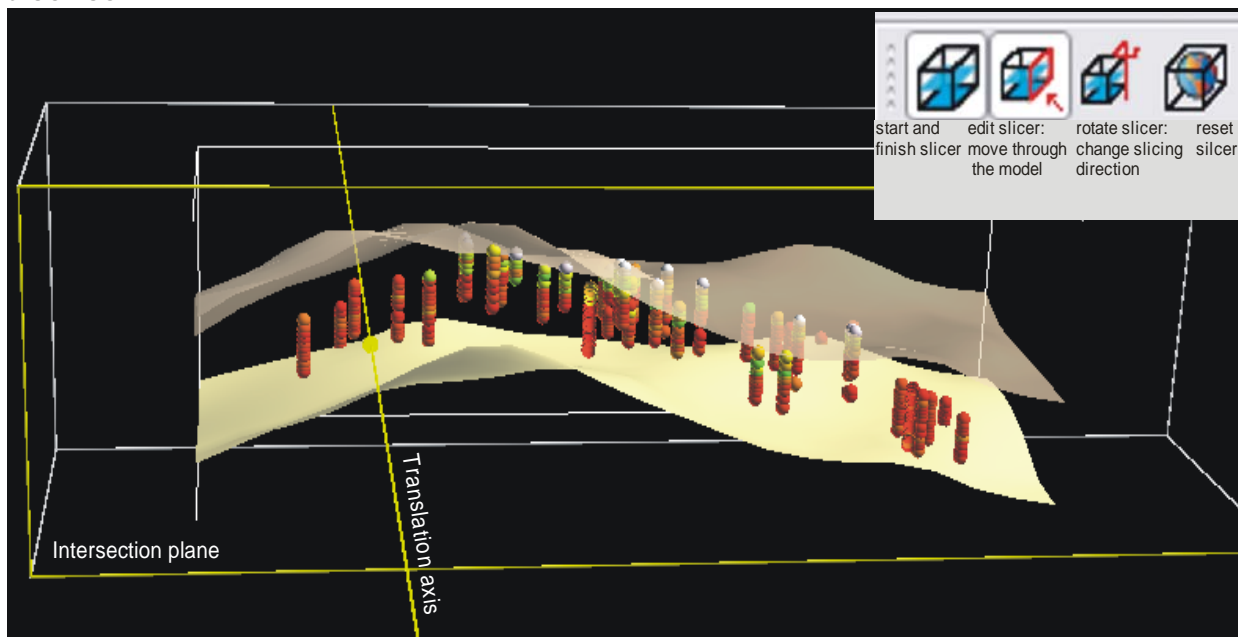 start and
finish slicer
edit slicer:
move through
the model
rotate slicer:
change slicing
direction
reset
silcer
Translation axis
Intersection plane